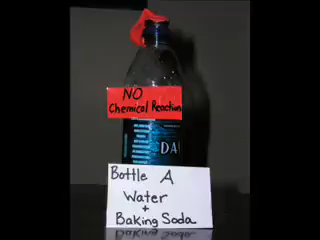 NO
Chemical Reaction
DA
Bottle A
Water
+
Baking Soda